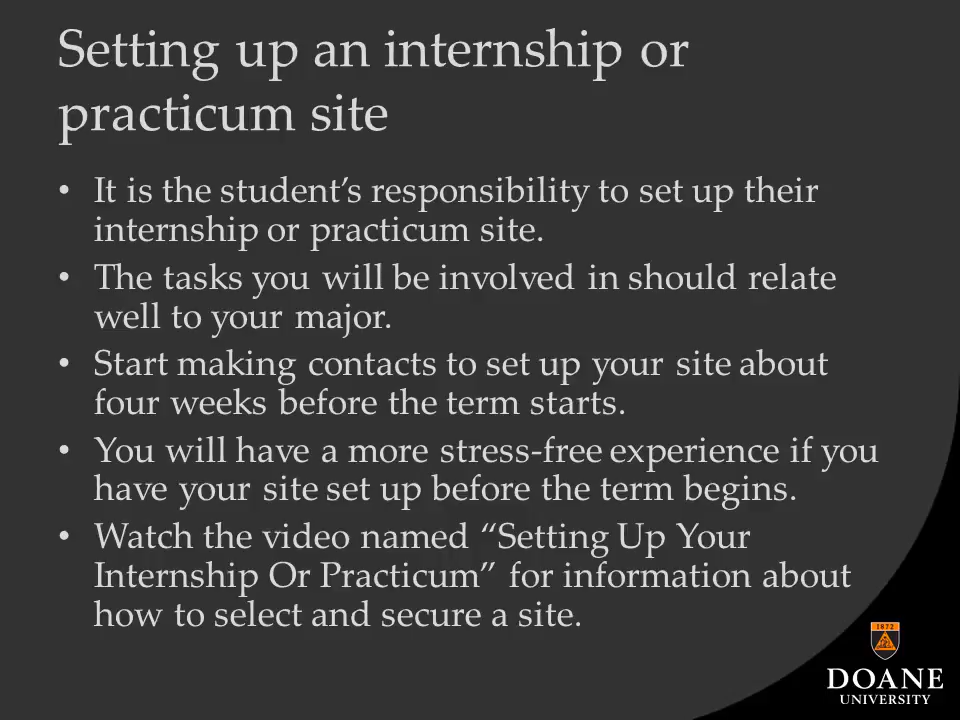 Setting up an internship or
practicum site
• It is the student’s responsibility to set up their
internship or practicum site.
• The tasks you will be involved in should relate
well to your major.
• Start making contacts to set up your site about
four weeks before the term starts.
• You will have a more stress-free experience if you
have your site set up before the term begins.
• Watch the video named “Setting Up Your
Internship Or Practicum” for information about
how to select and secure a site.
1872
DOANE
UNIVERSITY